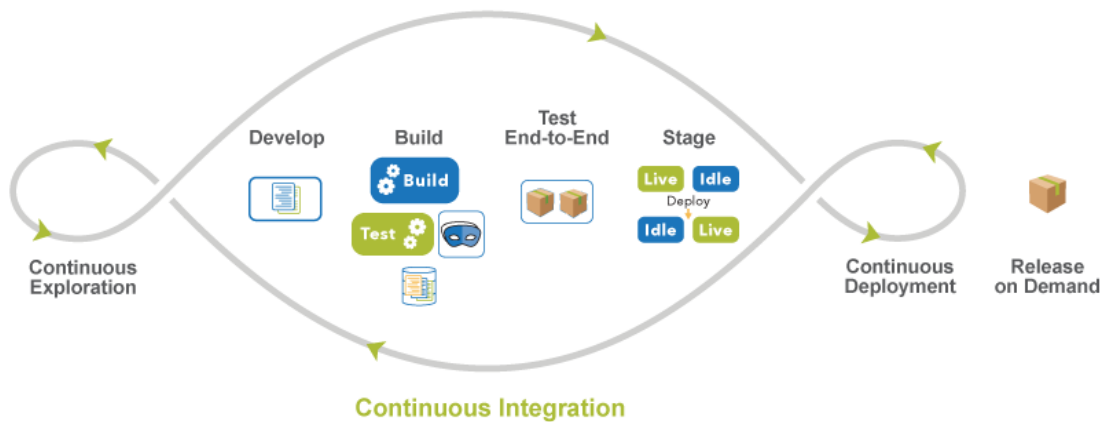 Develop
Build
Test
End-to-End
Stage
Build
Test
Live
Idle
Deploy
Idle
Live
Continuous
Exploration
Continuous
Deployment
Release
on Demand
Continuous Integration